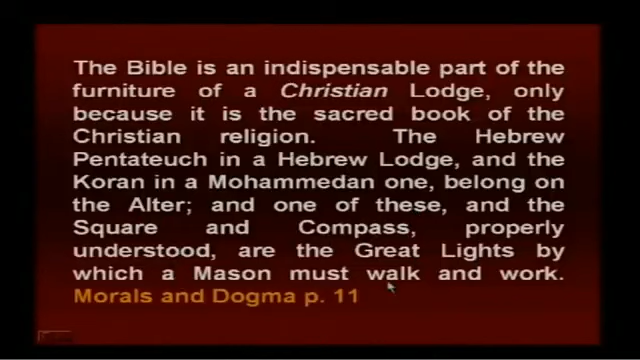 The Bible is an indispensable part of the
furniture of a Christian Lodge, only
because it is the sacred book of the
Christian religion. The Hebrew
Pentateuch in a Hebrew Lodge, and the
Koran in a Mohammedan one, belong on
the Alter; and one of these, and the
Square and Compass, properly
understood, are the Great Lights by
which a Mason must walk and work.
Morals and Dogma p. 11